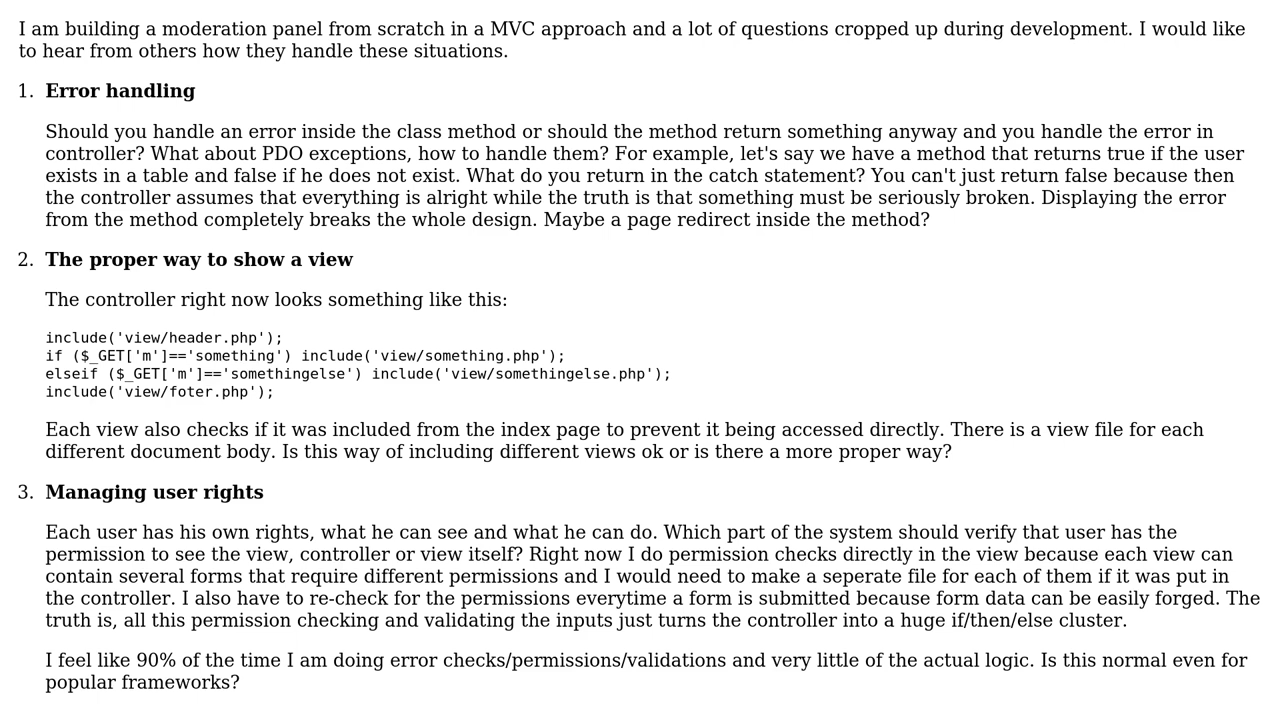 I am building a moderation panel from scratch in a MVC approach and a lot of questions cropped up during development. I would like
to hear from others how they handle these situations.
1. Error handling
Should you handle an error inside the class method or should the method return something anyway and you handle the error in
controller? What about PDO exceptions, how to handle them? For example, let's say we have a method that returns true if the user
exists in a table and false if he does not exist. What do you return in the catch statement? You can't just return false because then
the controller assumes that everything is alright while the truth is that something must be seriously broken. Displaying the error
from the method completely breaks the whole design. Maybe a page redirect inside the method?
2. The proper way to show a view
The controller right now looks something like this:
include('view/header.php');
if ($_GET['m']=='something') include('view/something.php');
elseif ($_GET['m']=='somethingelse') include('view/somethingelse.php');
include('view/foter.php');
Each view also checks if it was included from the index page to prevent it being accessed directly. There is a view file for each
different document body. Is this way of including different views ok or is there a more proper way?
3. Managing user rights
Each user has his own rights, what he can see and what he can do. Which part of the system should verify that user has the
permission to see the view, controller or view itself? Right now I do permission checks directly in the view because each view can
contain several forms that require different permissions and I would need to make a seperate file for each of them if it was put in
the controller. I also have to re-check for the permissions everytime a form is submitted because form data can be easily forged. The
truth is, all this permission checking and validating the inputs just turns the controller into a huge if/then/else cluster.
I feel like 90% of the time I am doing error checks/permissions/validations and very little of the actual logic. Is this normal even for
popular frameworks?